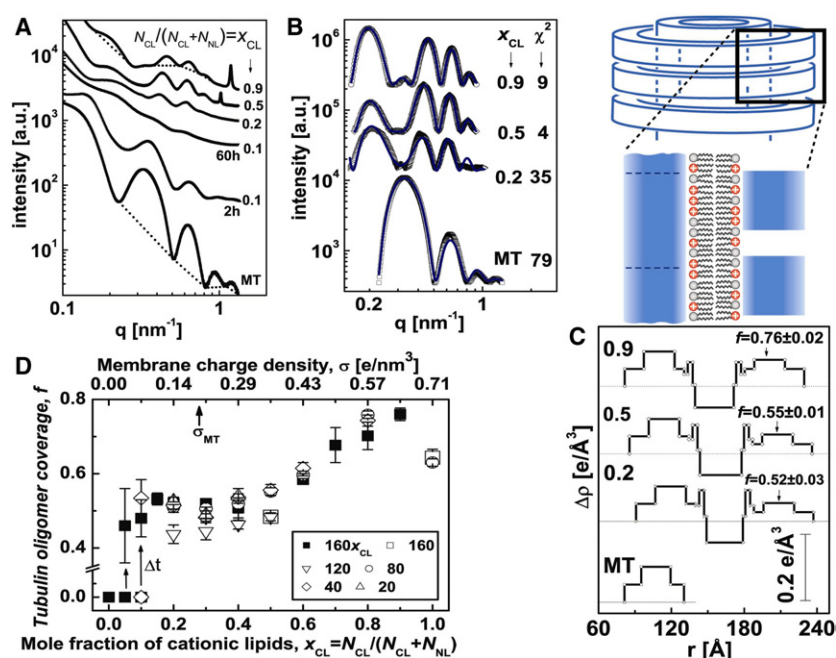 A
N_CL/(N_CL+N_NL)=x_CL
intensity [a.u.]
10^4
10^3
10^2
10^1
0.9
0.5
0.2
0.1
60h
0.1
2h
MT
0.1
1
q [nm^-1]
B
x_CL χ^2
intensity [a.u.]
10^6
10^5
10^4
10^3
0.9 9
0.5 4
0.2 35
MT 79
0.2
1
q [nm^-1]
C
Δρ [e/Å^3]
0.9
f=0.76±0.02
0.5
f=0.55±0.01
0.2
f=0.52±0.03
MT
0.2 e/Å^3
60 120 180 240
r [Å]
D
Membrane charge density, σ [e/nm^3]
0.00 0.14 0.29 0.43 0.57 0.71
Tubulin oligomer coverage, f
0.8
0.6
0.4
0.0
σ_MT
Δt
160x_CL 160
120 80
40 20
0.0 0.2 0.4 0.6 0.8 1.0
Mole fraction of cationic lipids, x_CL=N_CL/(N_CL+N_NL)